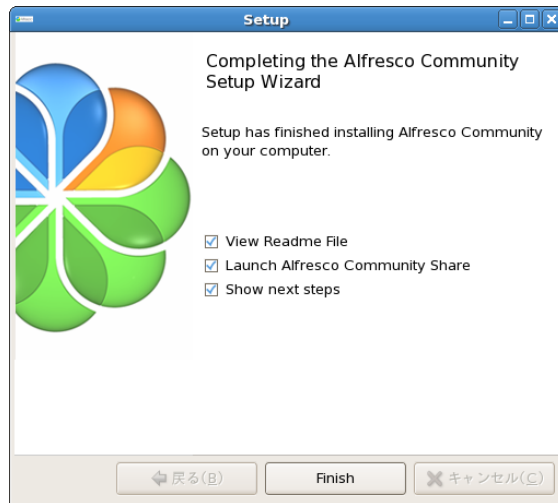 Setup
Completing the Alfresco Community
Setup Wizard
Setup has finished installing Alfresco Community
on your computer.
View Readme File
Launch Alfresco Community Share
Show next steps
戻る(B)
Finish
キャンセル(C)